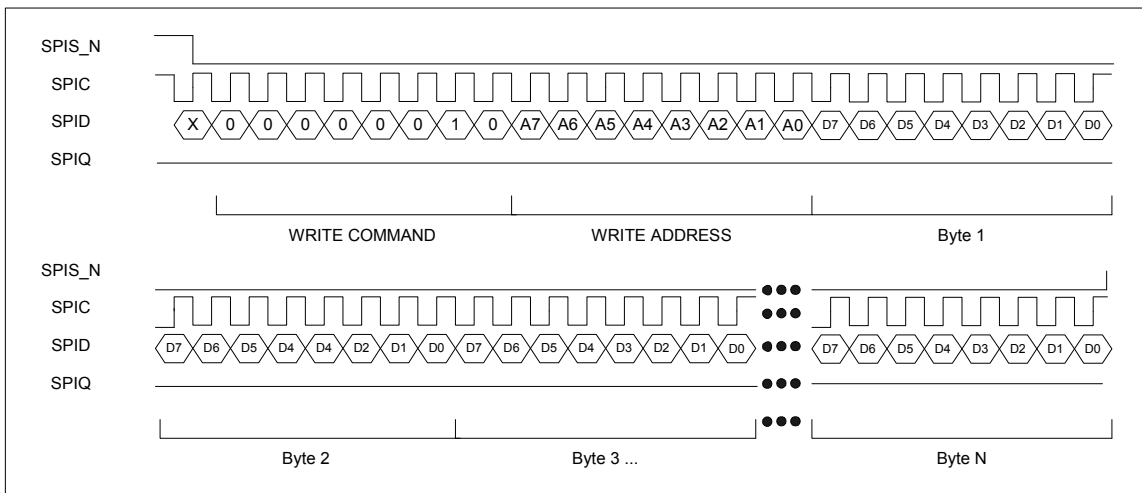 SPIS_N
SPIC
SPID X 0 0 0 0 0 0 1 0 A7 A6 A5 A4 A3 A2 A1 A0 D7 D6 D5 D4 D3 D2 D1 D0
SPIQ
WRITE COMMAND WRITE ADDRESS Byte 1
SPIS_N
SPIC
SPID D7 D6 D5 D4 D4 D2 D1 D0 D7 D6 D5 D4 D3 D2 D1 D0 D7 D6 D5 D4 D3 D2 D1 D0
SPIQ
Byte 2 Byte 3 ... Byte N